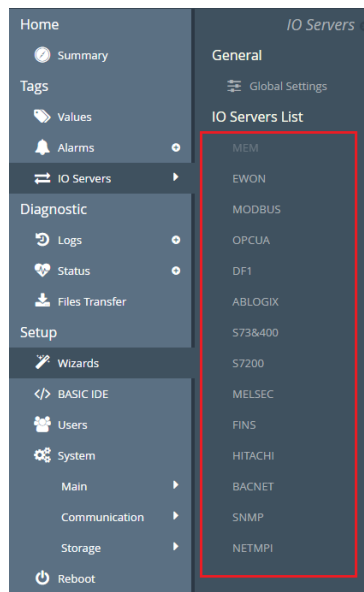 Home
Summary
Tags
Values
Alarms
IO Servers
Diagnostic
Logs
Status
Files Transfer
Setup
Wizards
</> BASIC IDE
Users
System
Main
Communication
Storage
Reboot
IO Servers
General
Global Settings
IO Servers List
MEM
EWON
MODBUS
OPCUA
DF1
ABLOGIX
S73&400
S7200
MELSEC
FINS
HITACHI
BACNET
SNMP
NETMPI